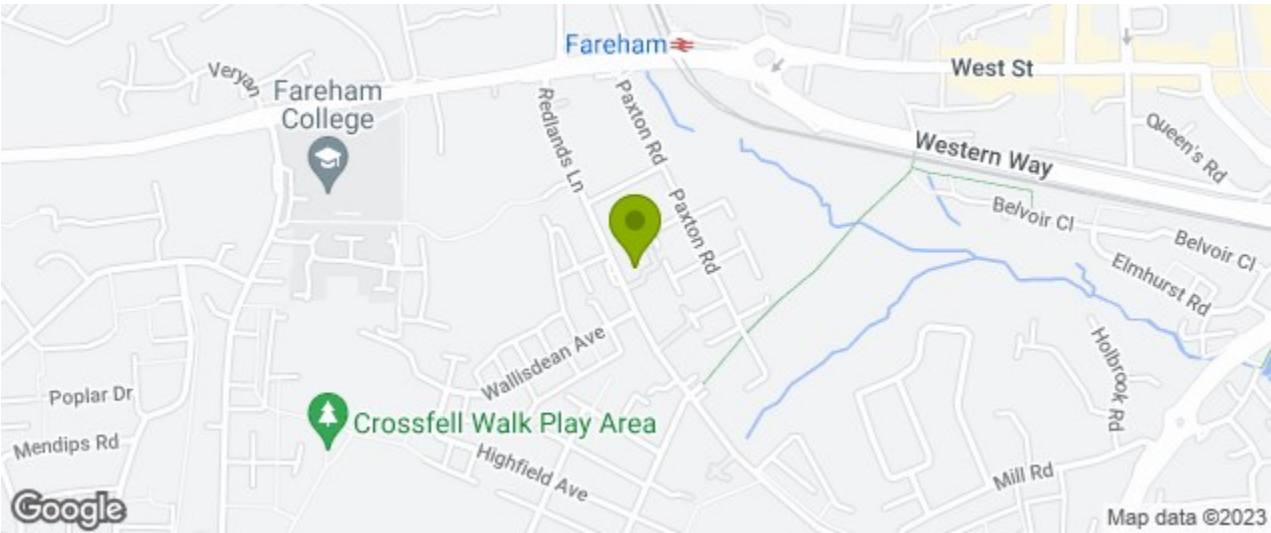 Fareham
West St
Veryan
Fareham
College
Redlands Ln
Paxton Rd
Queen's Rd
Western Way
Paxton Rd
Belvoir Cl
Belvoir Cl
Elmhurst Rd
Wallisdean Ave
Holbrook Rd
Poplar Dr
Crossfell Walk Play Area
Mendips Rd
Highfield Ave
Mill Rd
Google
Map data ©2023